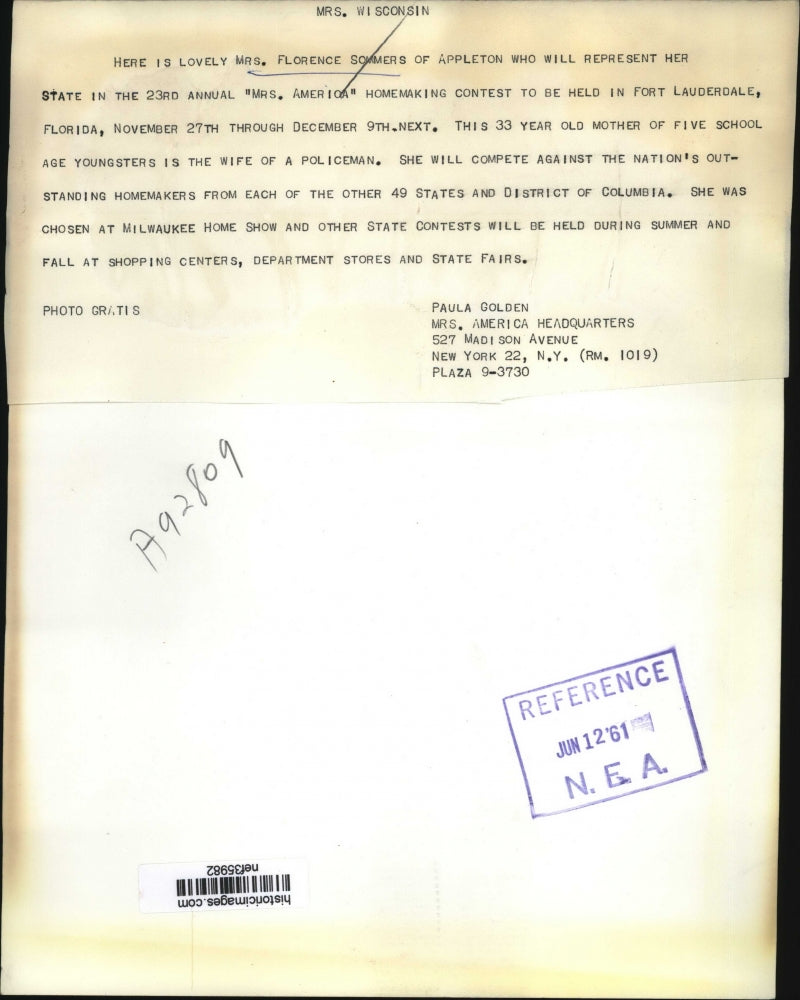 MRS. WISCONSIN
HERE IS LOVELY MRS. FLORENCE SOMMERS OF APPLETON WHO WILL REPRESENT HER
STATE IN THE 23RD ANNUAL "MRS. AMERICA" HOMEMAKING CONTEST TO BE HELD IN FORT LAUDERDALE,
FLORIDA, NOVEMBER 27TH THROUGH DECEMBER 9TH.NEXT. THIS 33 YEAR OLD MOTHER OF FIVE SCHOOL
AGE YOUNGSTERS IS THE WIFE OF A POLICEMAN. SHE WILL COMPETE AGAINST THE NATION'S OUT-
STANDING HOMEMAKERS FROM EACH OF THE OTHER 49 STATES AND DISTRICT OF COLUMBIA. SHE WAS
CHOSEN AT MILWAUKEE HOME SHOW AND OTHER STATE CONTESTS WILL BE HELD DURING SUMMER AND
FALL AT SHOPPING CENTERS, DEPARTMENT STORES AND STATE FAIRS.
PHOTO GRATIS
PAULA GOLDEN
MRS. AMERICA HEADQUARTERS
527 MADISON AVENUE
NEW YORK 22, N.Y. (RM. 1019)
PLAZA 9-3730
A92809
REFERENCE
JUN 12 '61
N. E. A.
historicimages.com
nef35982